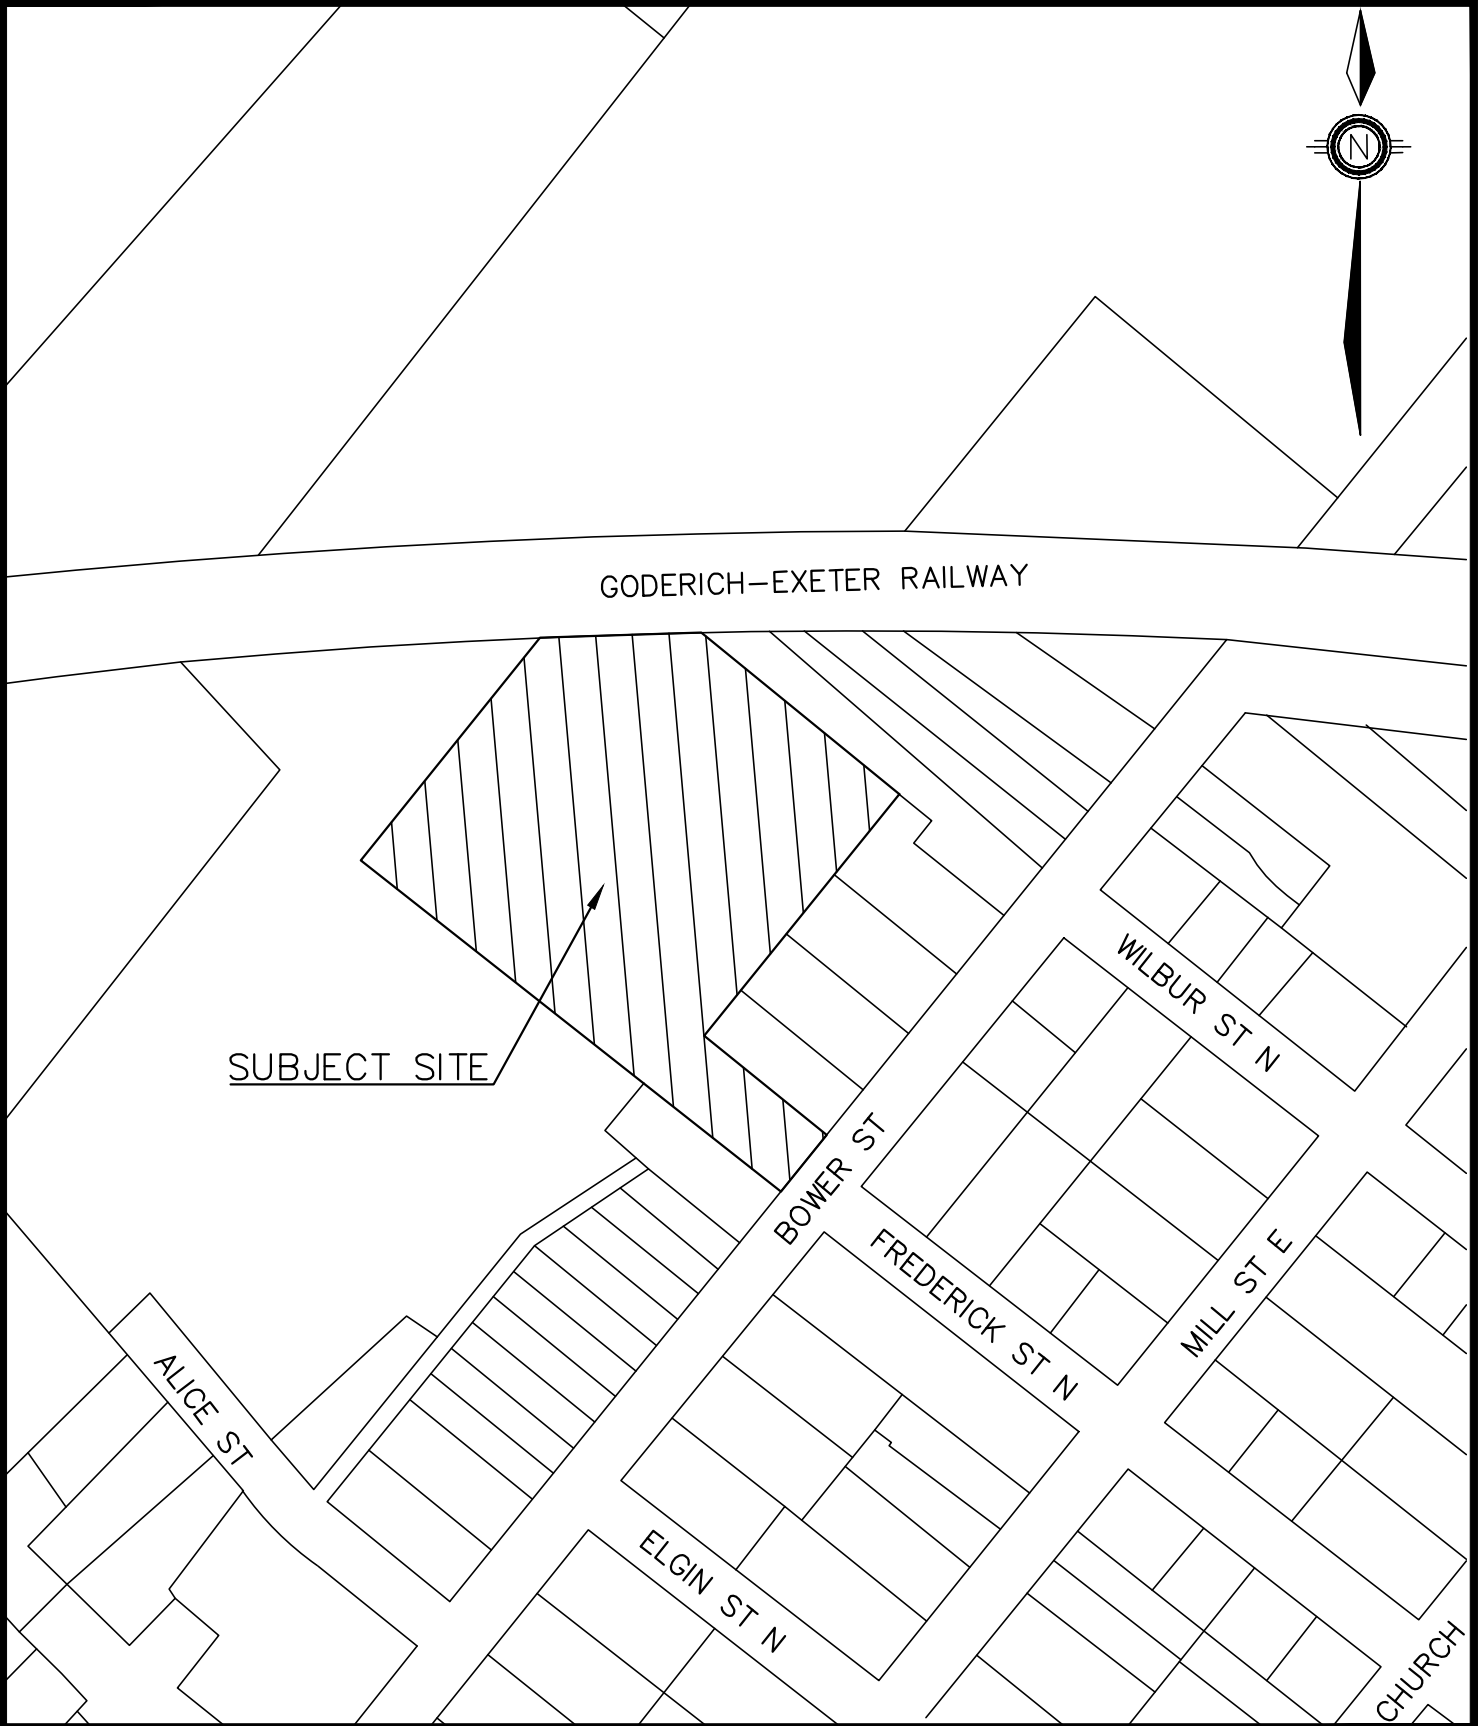 N
GODERICH-EXETER RAILWAY
WILBUR ST N
SUBJECT SITE
BOWER ST
FREDERICK ST N
MILL ST E
ALICE ST
ELGIN ST N
CHURCH